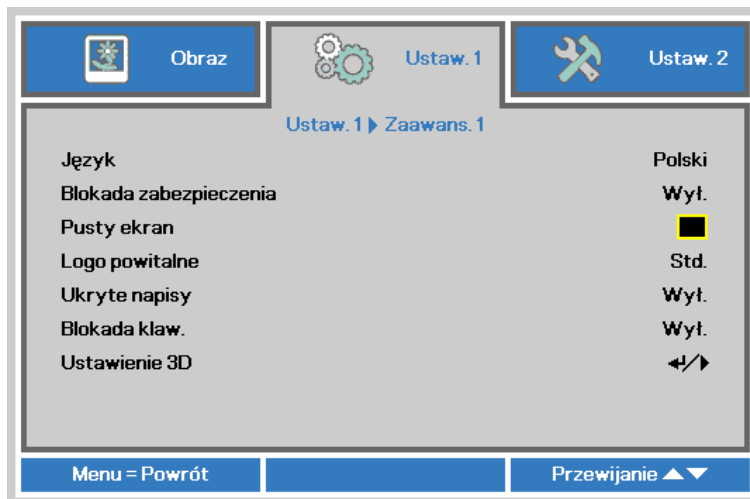 Obraz
Ustaw. 1
Ustaw. 2
Ustaw. 1 Zaawans. 1
Język Polski
Blokada zabezpieczenia Wył.
Pusty ekran
Logo powitalne Std.
Ukryte napisy Wył.
Blokada klaw. Wył.
Ustawienie 3D ↵/▶
Menu = Powrót
Przewijanie ▲▼